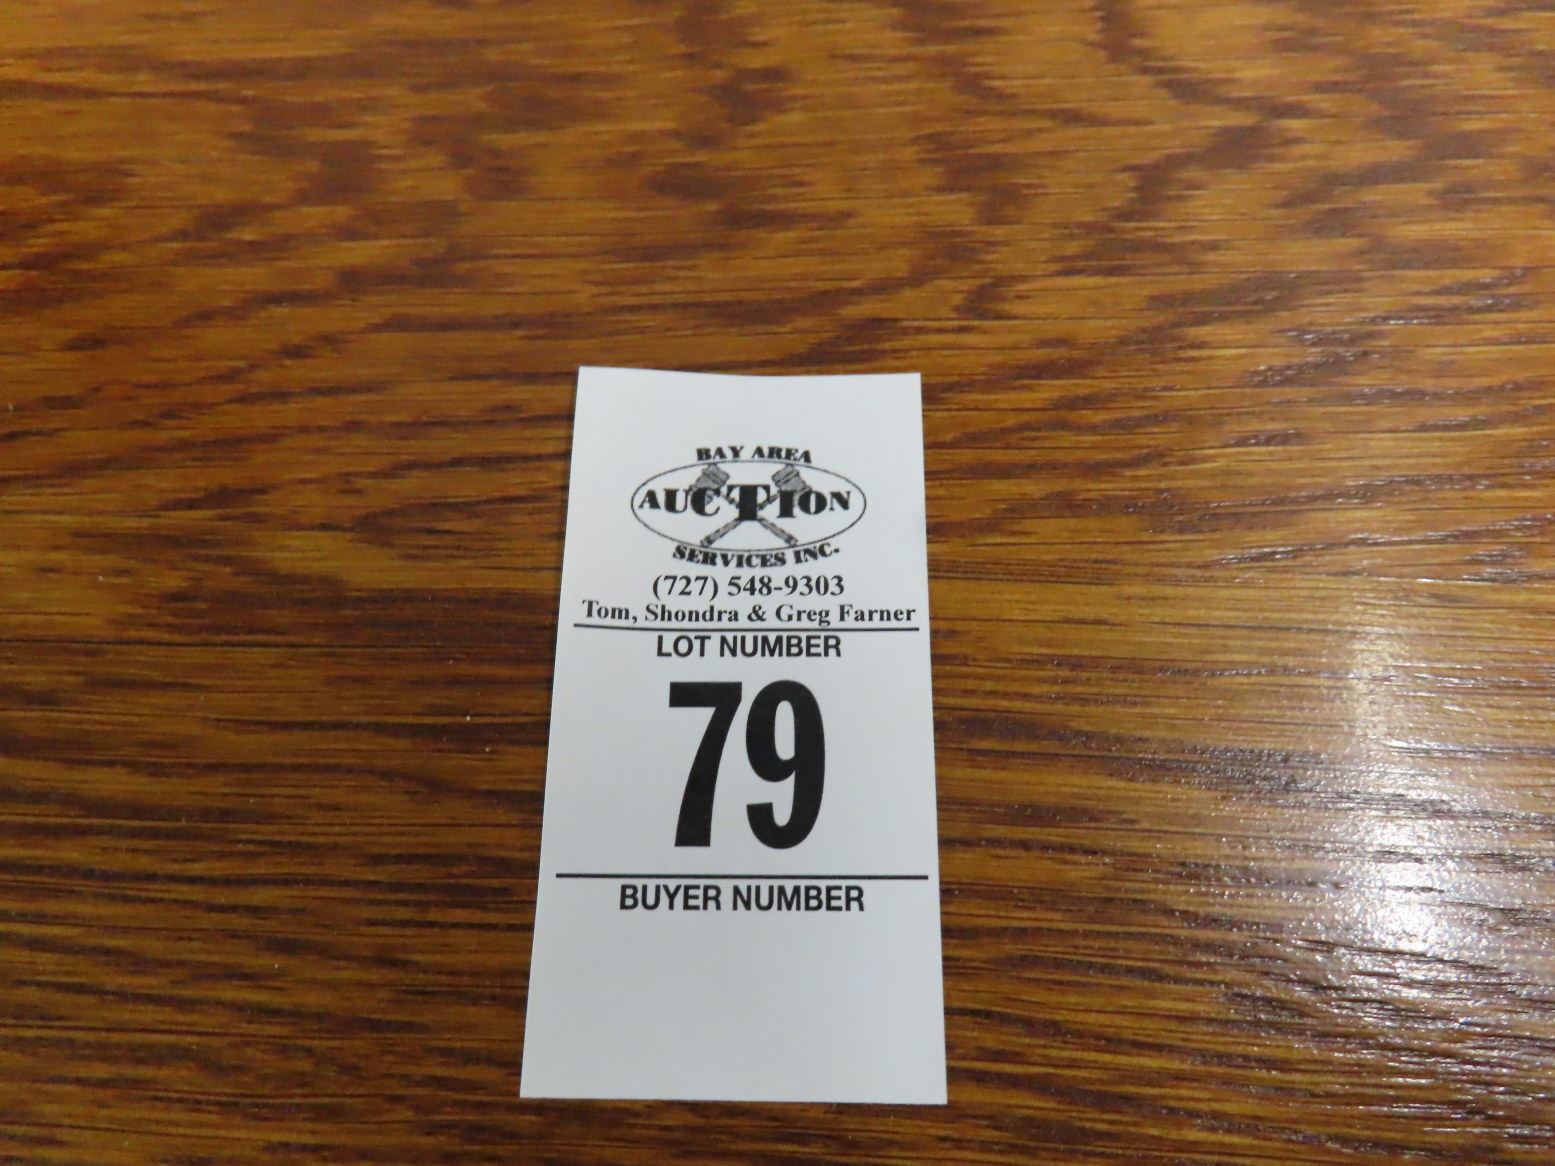 BAY AREA
AUCTION
SERVICES INC.
(727) 548-9303
Tom, Shondra & Greg Farner
LOT NUMBER
79
BUYER NUMBER